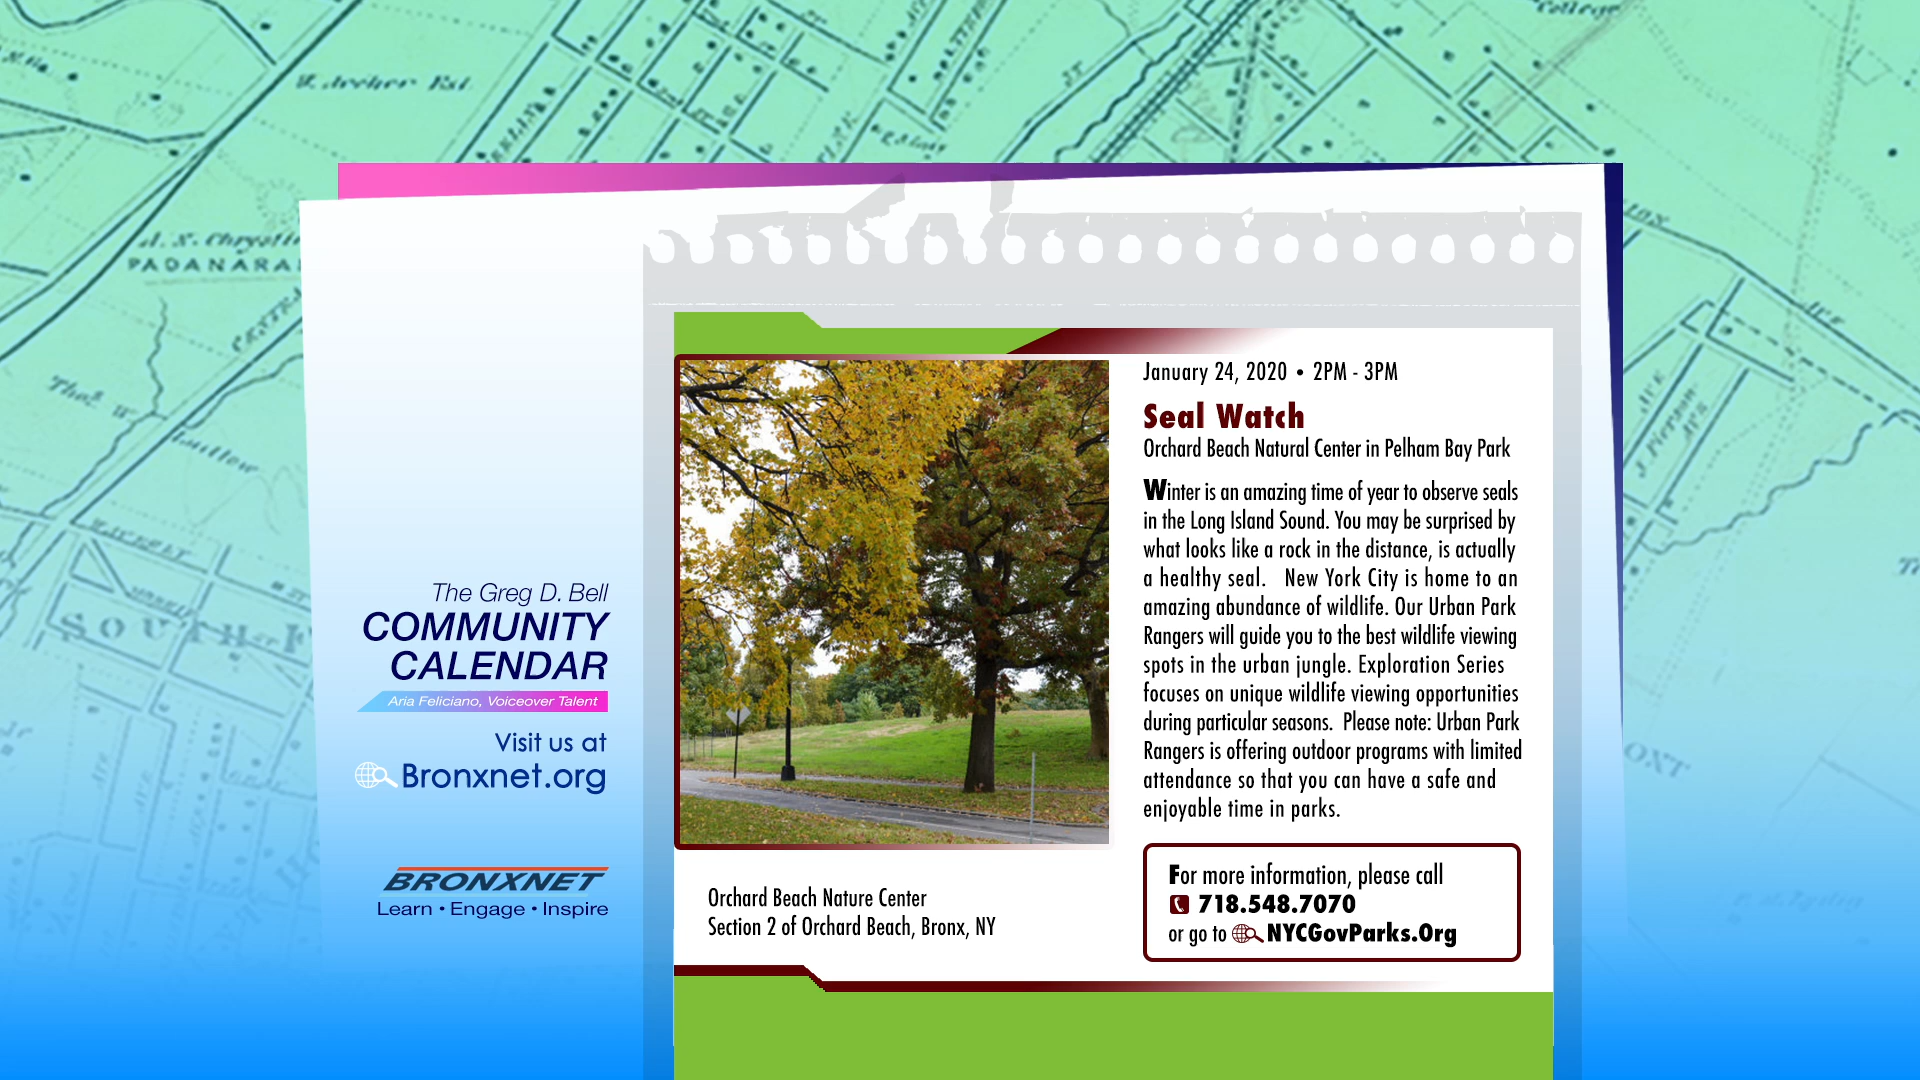 College
PADANARA
The Greg D. Bell
COMMUNITY
CALENDAR
Aria Feliciano, Voiceover Talent
Visit us at
Bronxnet.org
BRONXNET
Learn • Engage • Inspire
January 24, 2020 • 2PM - 3PM
Seal Watch
Orchard Beach Natural Center in Pelham Bay Park
Winter is an amazing time of year to observe seals
in the Long Island Sound. You may be surprised by
what looks like a rock in the distance, is actually
a healthy seal. New York City is home to an
amazing abundance of wildlife. Our Urban Park
Rangers will guide you to the best wildlife viewing
spots in the urban jungle. Exploration Series
focuses on unique wildlife viewing opportunities
during particular seasons. Please note: Urban Park
Rangers is offering outdoor programs with limited
attendance so that you can have a safe and
enjoyable time in parks.
Orchard Beach Nature Center
Section 2 of Orchard Beach, Bronx, NY
For more information, please call
718.548.7070
or go to NYCGovParks.Org